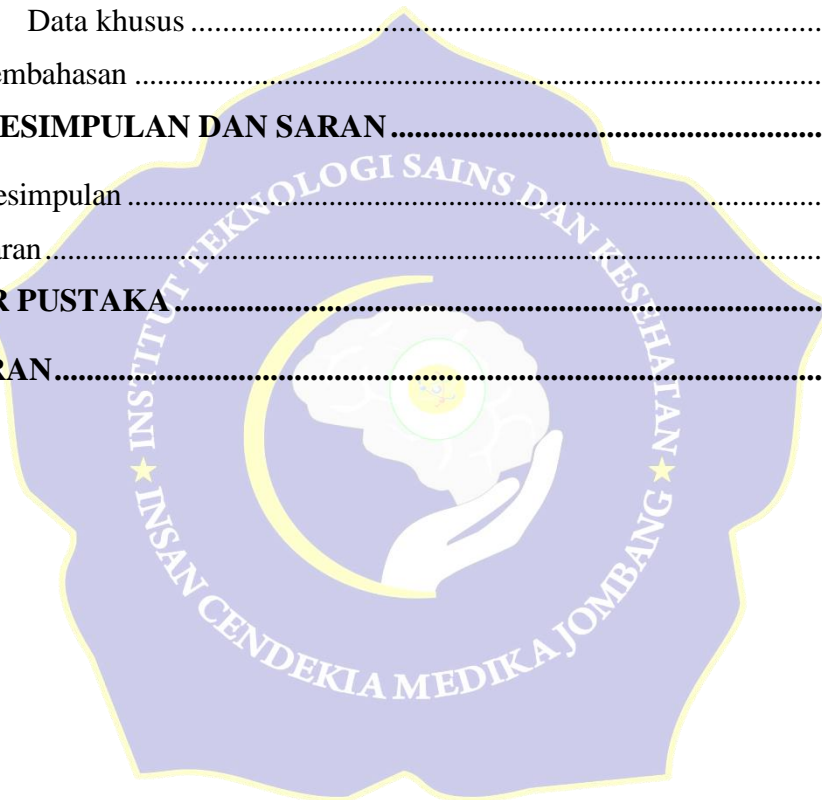 Data khusus ........................................................................................
embahasan ........................................................................................
ESIMPULAN DAN SARAN........................................................
esimpulan ........................................................................................
aran........................................................................................
R PUSTAKA........................................................................................
RAN........................................................................................
INSTITUT TEKNOLOGI SAINS DAN KESEHATAN
INSAN CENDEKIA MEDIKA JOMBANG